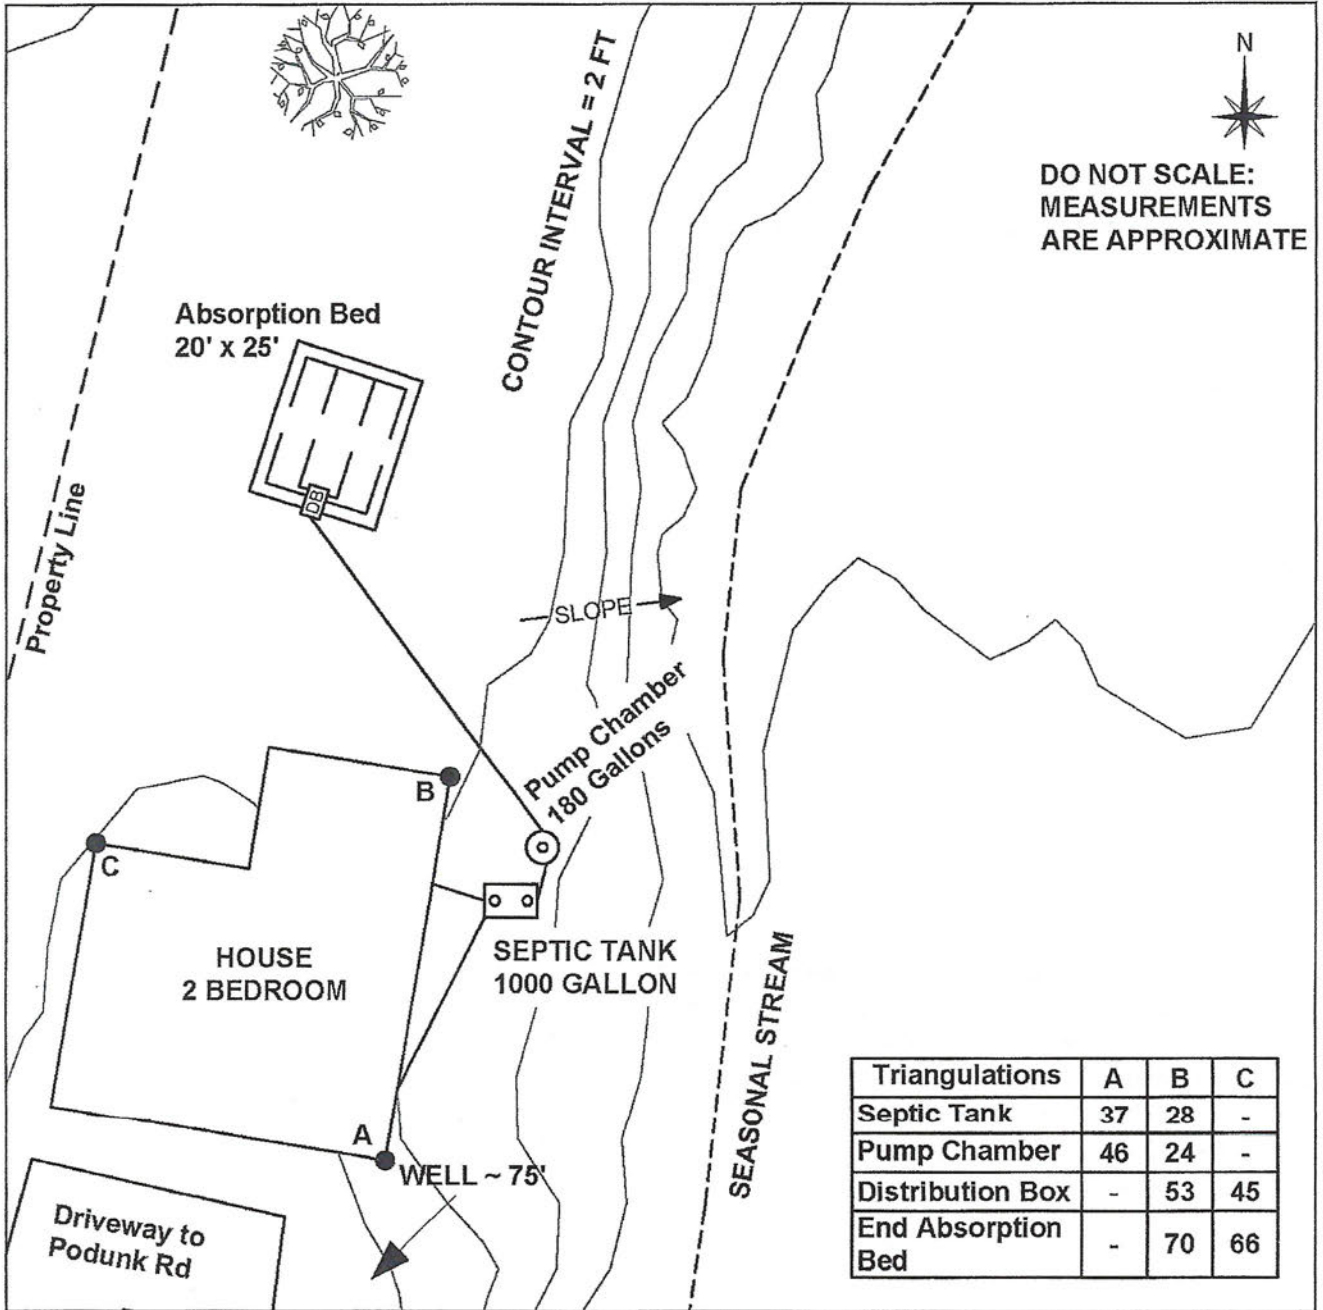 N
DO NOT SCALE:
MEASUREMENTS
ARE APPROXIMATE
CONTOUR INTERVAL = 2 FT
Absorption Bed
20' x 25'
DB
Property Line
SLOPE
Pump Chamber
180 Gallons
B
C
HOUSE
2 BEDROOM
SEPTIC TANK
1000 GALLON
SEASONAL STREAM
A
WELL ~ 75'
Driveway to
Podunk Rd
Triangulations A B C
Septic Tank 37 28 -
Pump Chamber 46 24 -
Distribution Box - 53 45
End Absorption
Bed - 70 66